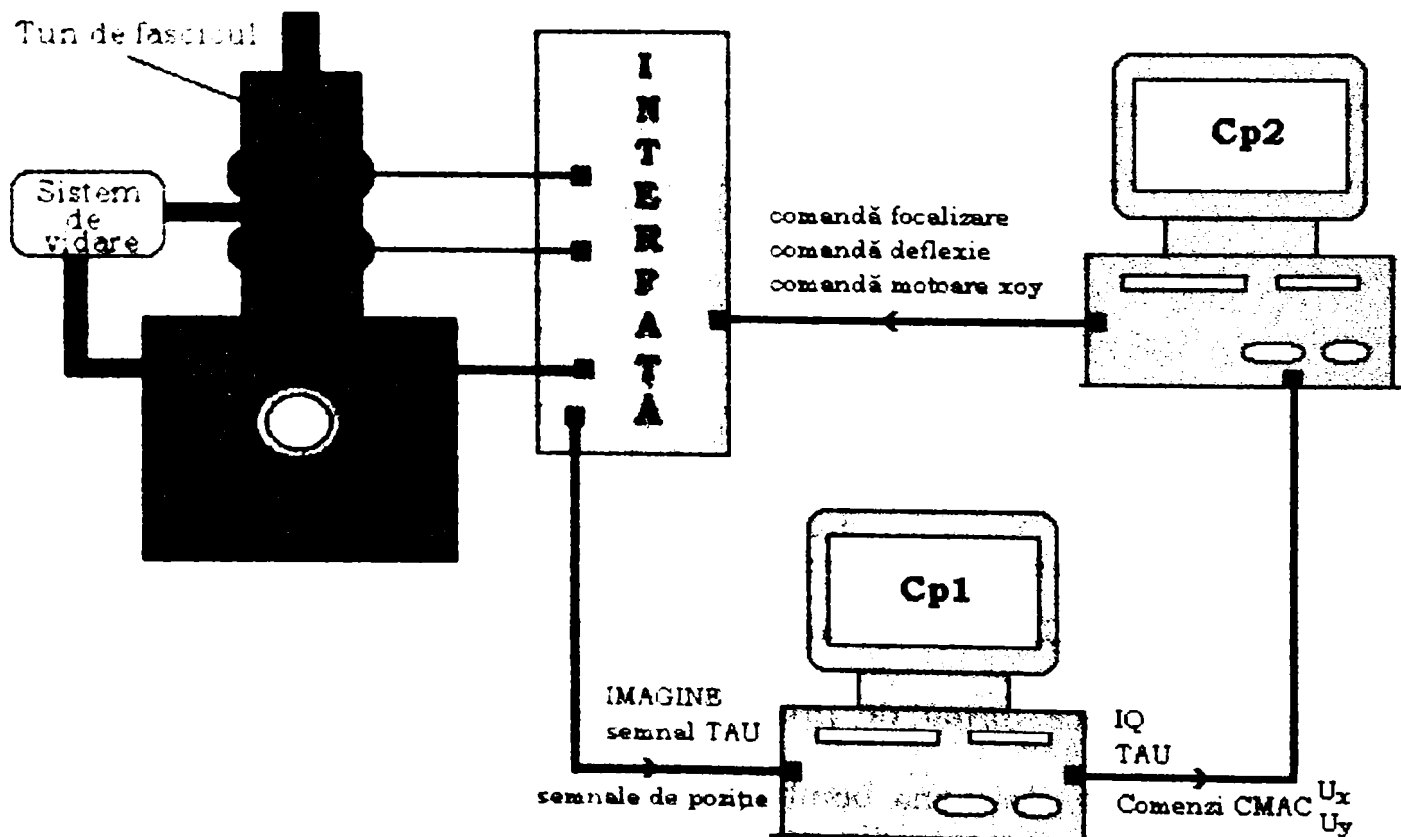 Tun de fascicul
Sistem
de
vidare
INTERFAȚA
Cp2
comandă focalizare
comandă deflexie
comandă motoare xoy
Cp1
IMAGINE
semnal TAU
semnale de poziție
IQ
TAU
Comenzi CMAC Ux
Uy